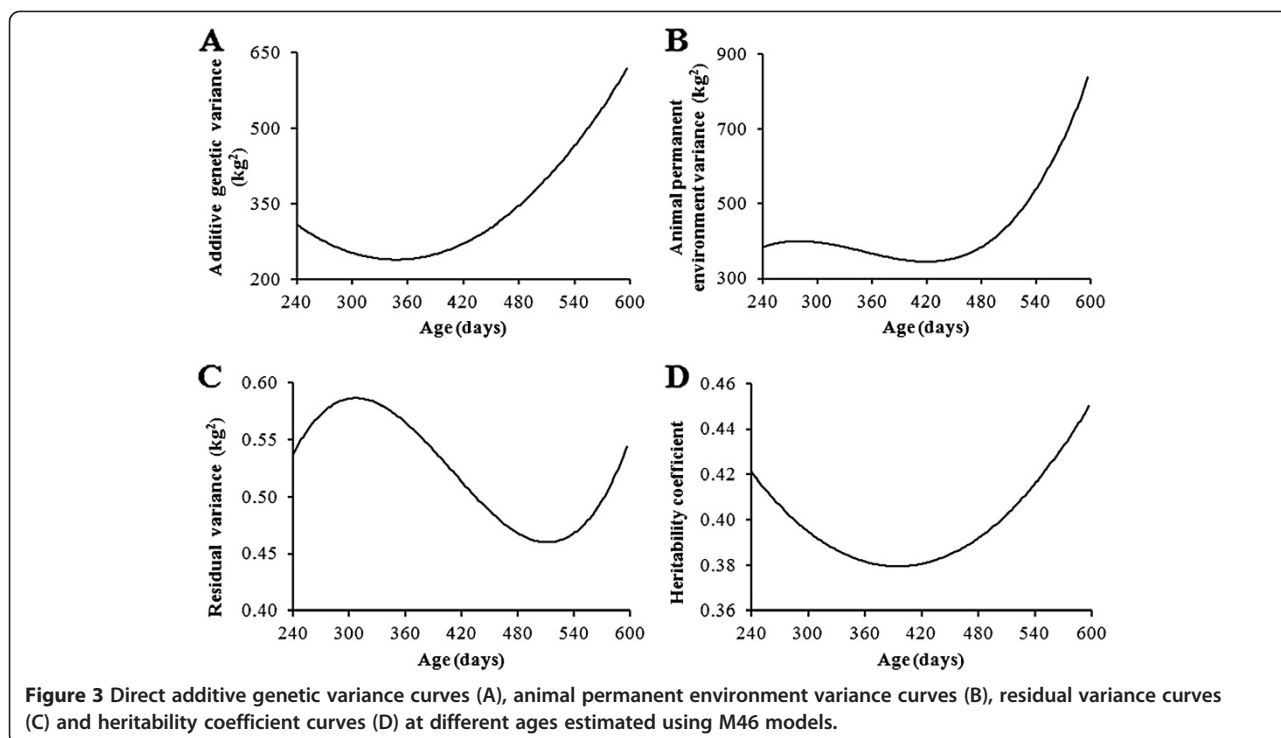 A
Additive genetic variance
(kg²)
650
500
350
200
240 300 360 420 480 540 600
Age (days)
B
Animal permanent
environment variance (kg²)
900
700
500
300
240 300 360 420 480 540 600
Age (days)
C
Residual variance (kg²)
0.60
0.55
0.50
0.45
0.40
240 300 360 420 480 540 600
Age (days)
D
Heritability coefficient
0.46
0.44
0.42
0.40
0.38
0.36
240 300 360 420 480 540 600
Age (days)
Figure 3 Direct additive genetic variance curves (A), animal permanent environment variance curves (B), residual variance curves
(C) and heritability coefficient curves (D) at different ages estimated using M46 models.